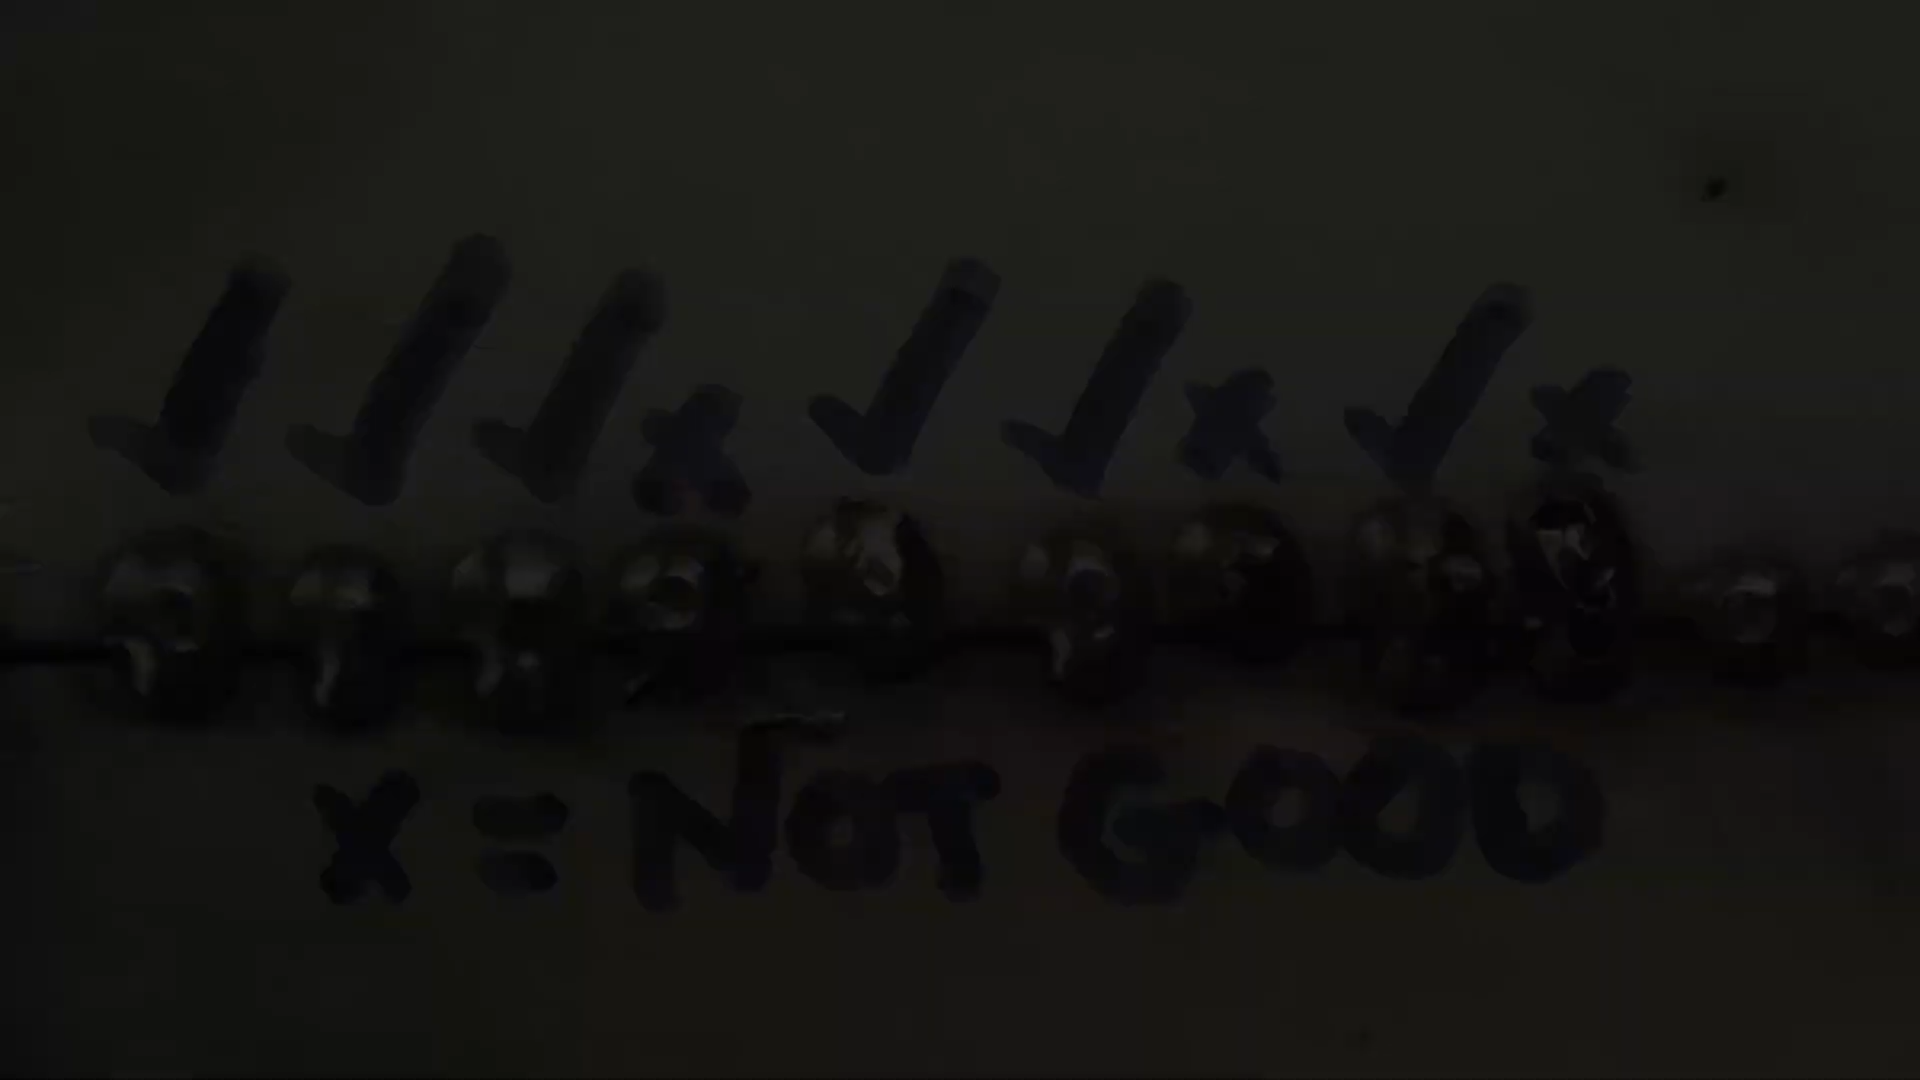 ✓ ✓ ✓ x ✓ ✓ x ✓ x
x = NOT GOOD